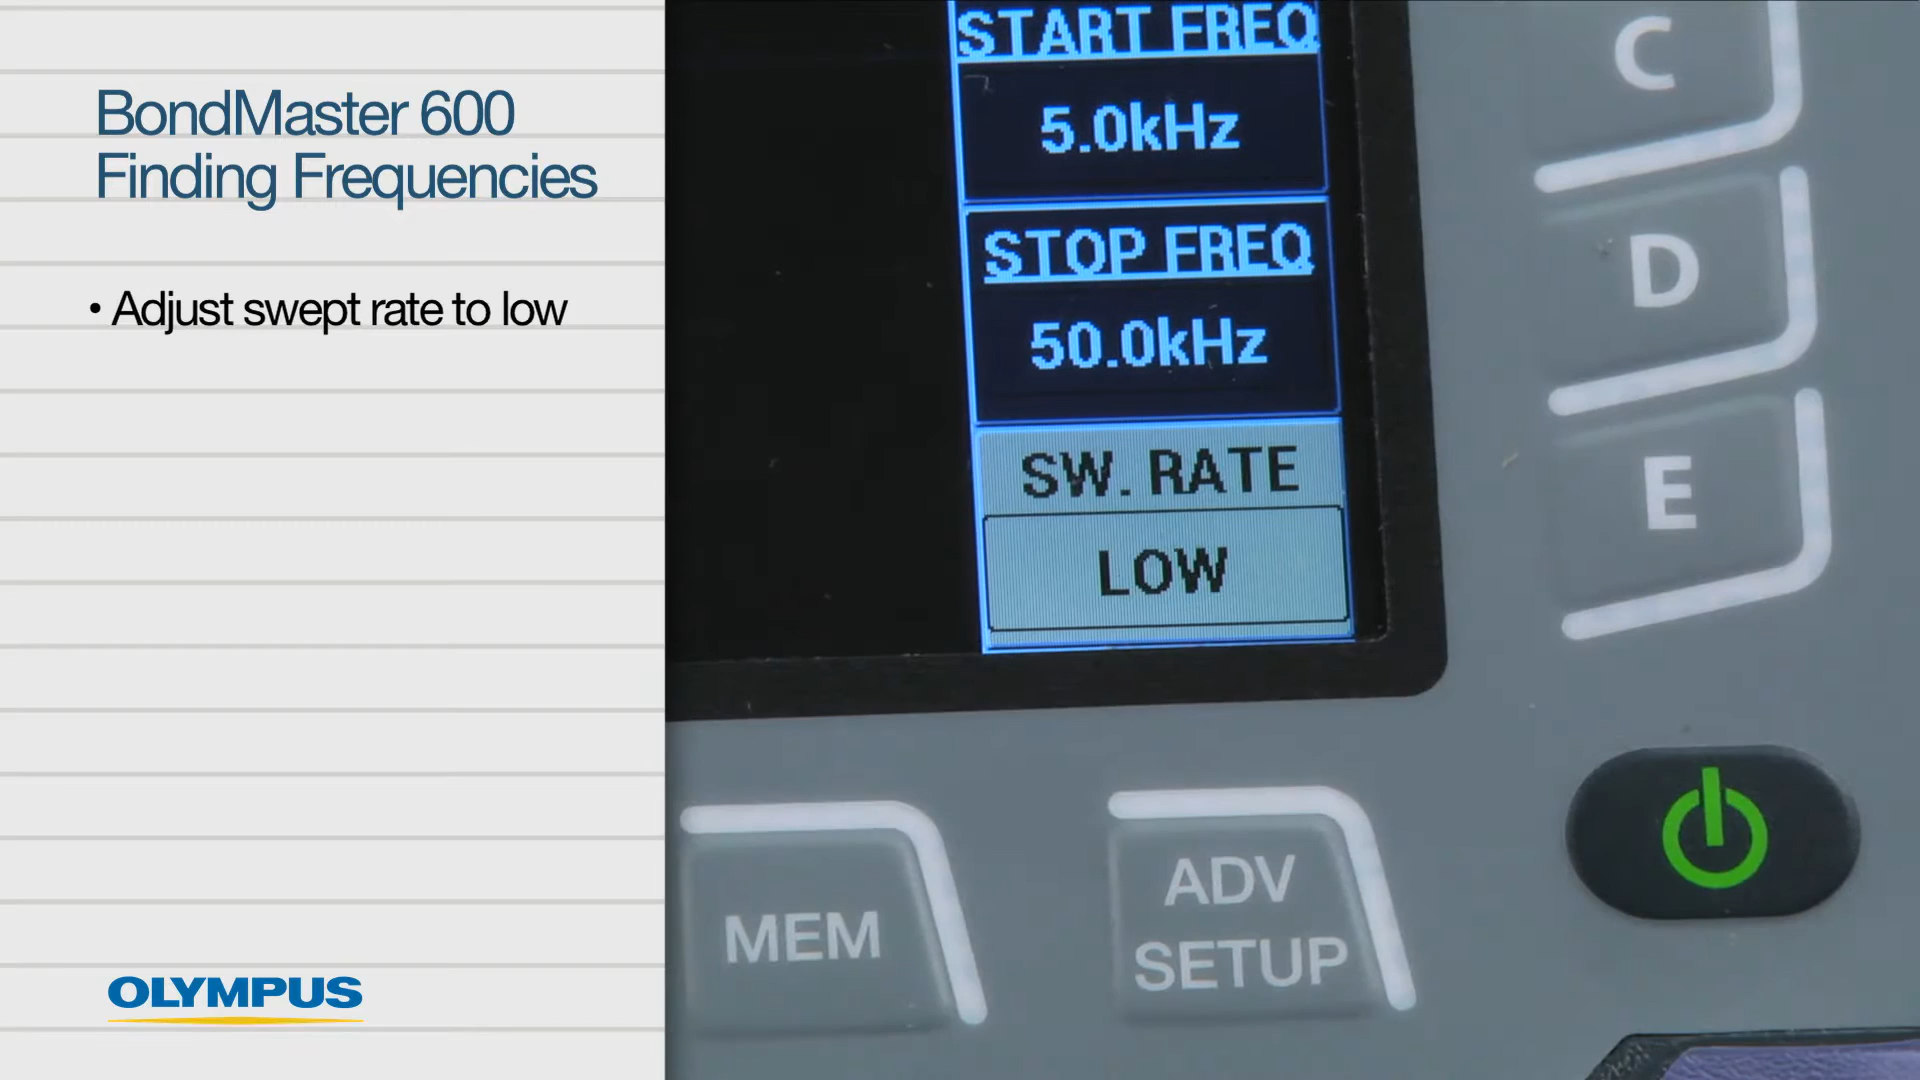 BondMaster 600
Finding Frequencies
• Adjust swept rate to low
OLYMPUS
START FREQ
5.0kHz
STOP FREQ
50.0kHz
SW. RATE
LOW
C
D
E
MEM
ADV
SETUP